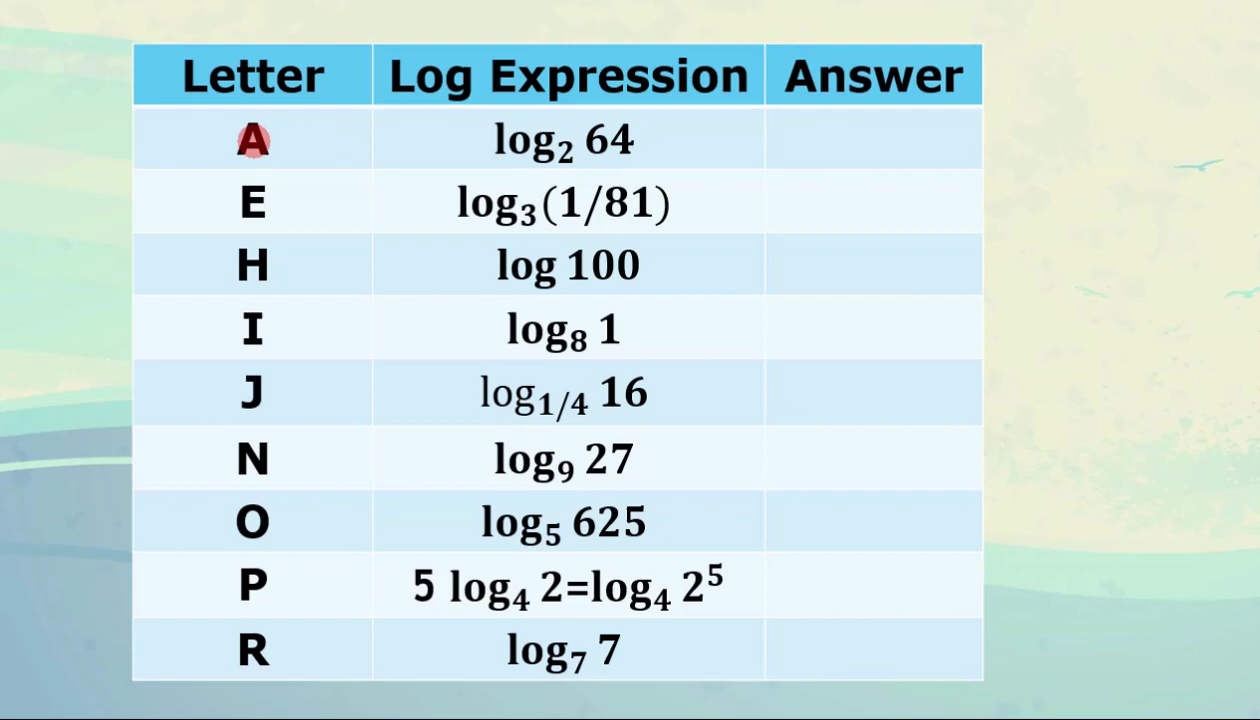 Letter Log Expression Answer
A log₂ 64
E log₃(1/81)
H log 100
I log₈ 1
J log₁/₄ 16
N log₉ 27
O log₅ 625
P 5 log₄ 2=log₄ 2⁵
R log₇ 7